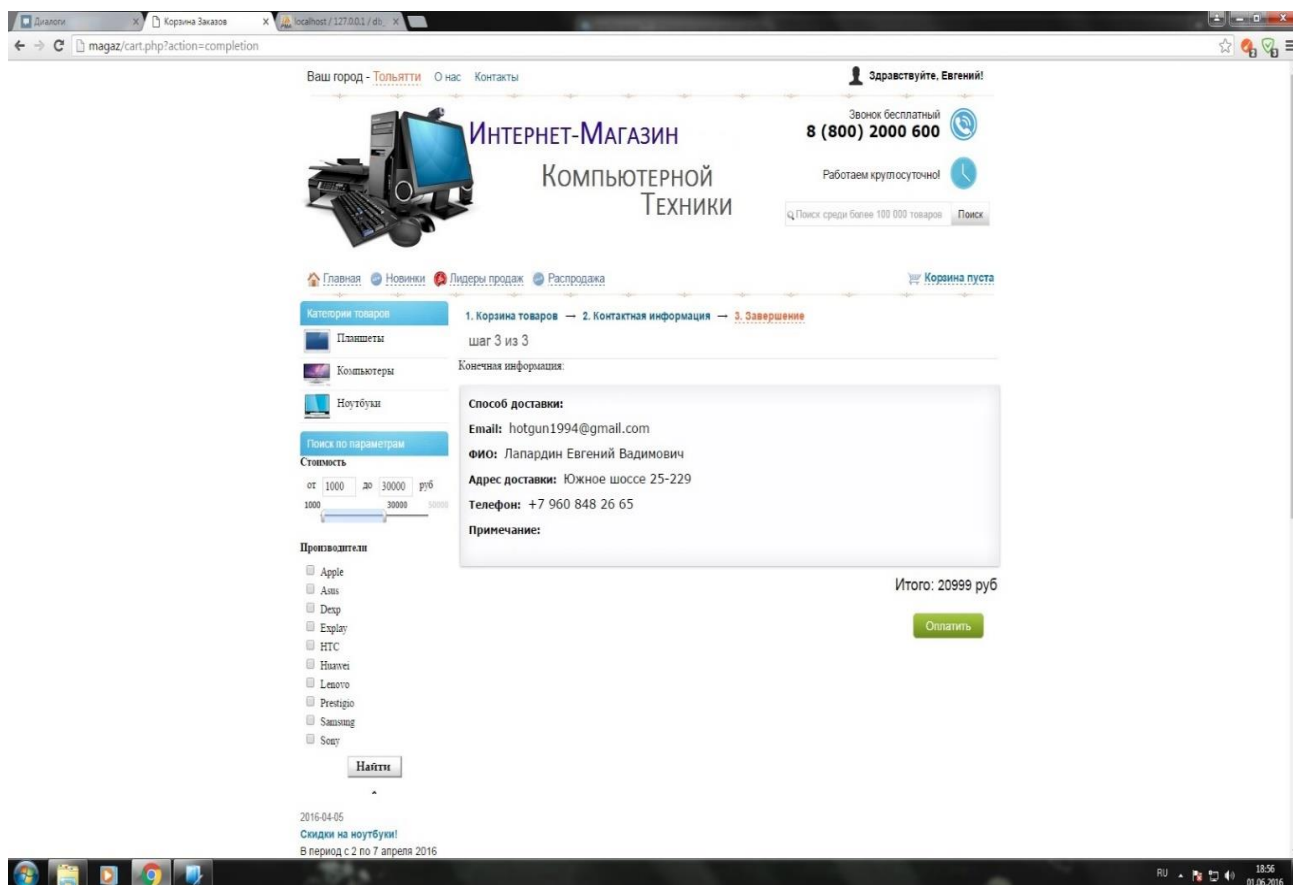 Диалоги
Корзина Заказов
localhost / 127.0.0.1 / db_
magaz/cart.php?action=completion
Ваш город - Тольятти О нас Контакты
Здравствуйте, Евгений!
Интернет-Магазин
Компьютерной
Техники
Звонок бесплатный
8 (800) 2000 600
Работаем круглосуточно!
Поиск среди более 100 000 товаров Поиск
Главная Новинки Лидеры продаж Распродажа
Корзина пуста
Категории товаров
Планшеты
Компьютеры
Ноутбуки
Поиск по параметрам
Стоимость
от 1000 до 30000 руб
1000 30000 50000
Производители
Apple
Asus
Dexp
Explay
HTC
Huawei
Lenovo
Prestigio
Samsung
Sony
Найти
2016-04-05
Скидки на ноутбуки!
В период с 2 по 7 апреля 2016
1. Корзина товаров → 2. Контактная информация → 3. Завершение
шаг 3 из 3
Конечная информация:
Способ доставки:
Email: hotgun1994@gmail.com
ФИО: Лапардин Евгений Вадимович
Адрес доставки: Южное шоссе 25-229
Телефон: +7 960 848 26 65
Примечание:
Итого: 20999 руб
Оплатить
RU
18:56
01.06.2016